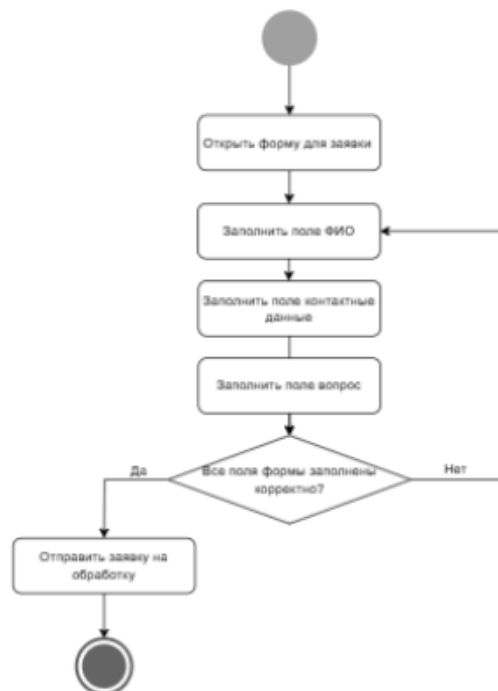 Открыть форму для заявки
Заполнить поле ФИО
Заполнить поле контактные
данные
Заполнить поле вопрос
Да
Все поля формы заполнены
корректно?
Нет
Отправить заявку на
обработку